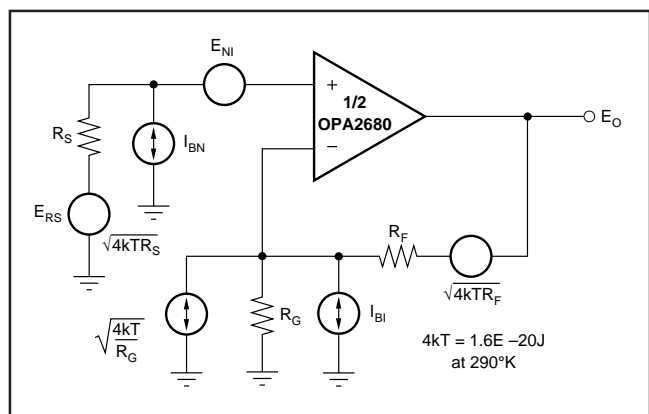 E_NI
+
1/2
OPA2680
−
E_O
R_S
I_BN
E_RS
√4kTR_S
R_F
√4kTR_F
√4kT/R_G
R_G
I_BI
4kT = 1.6E –20J
at 290°K